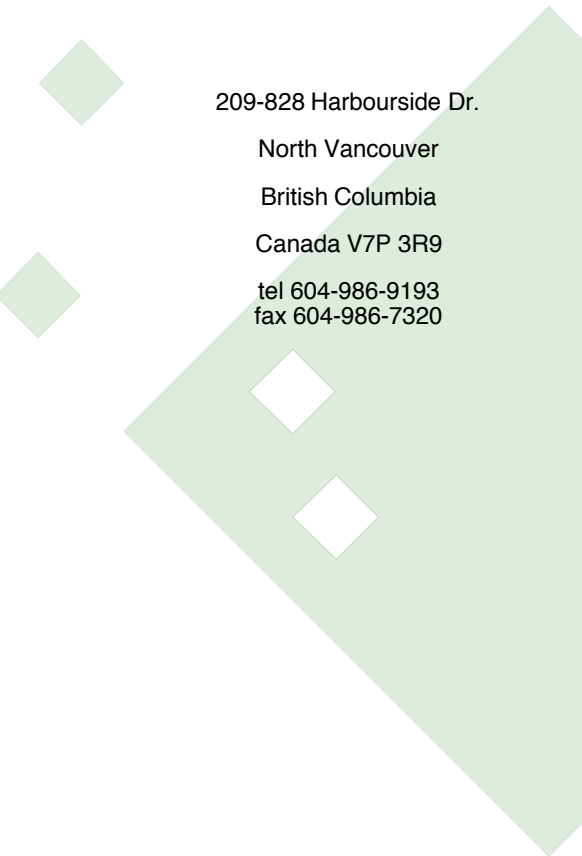 209-828 Harbourside Dr.
North Vancouver
British Columbia
Canada V7P 3R9
tel 604-986-9193
fax 604-986-7320